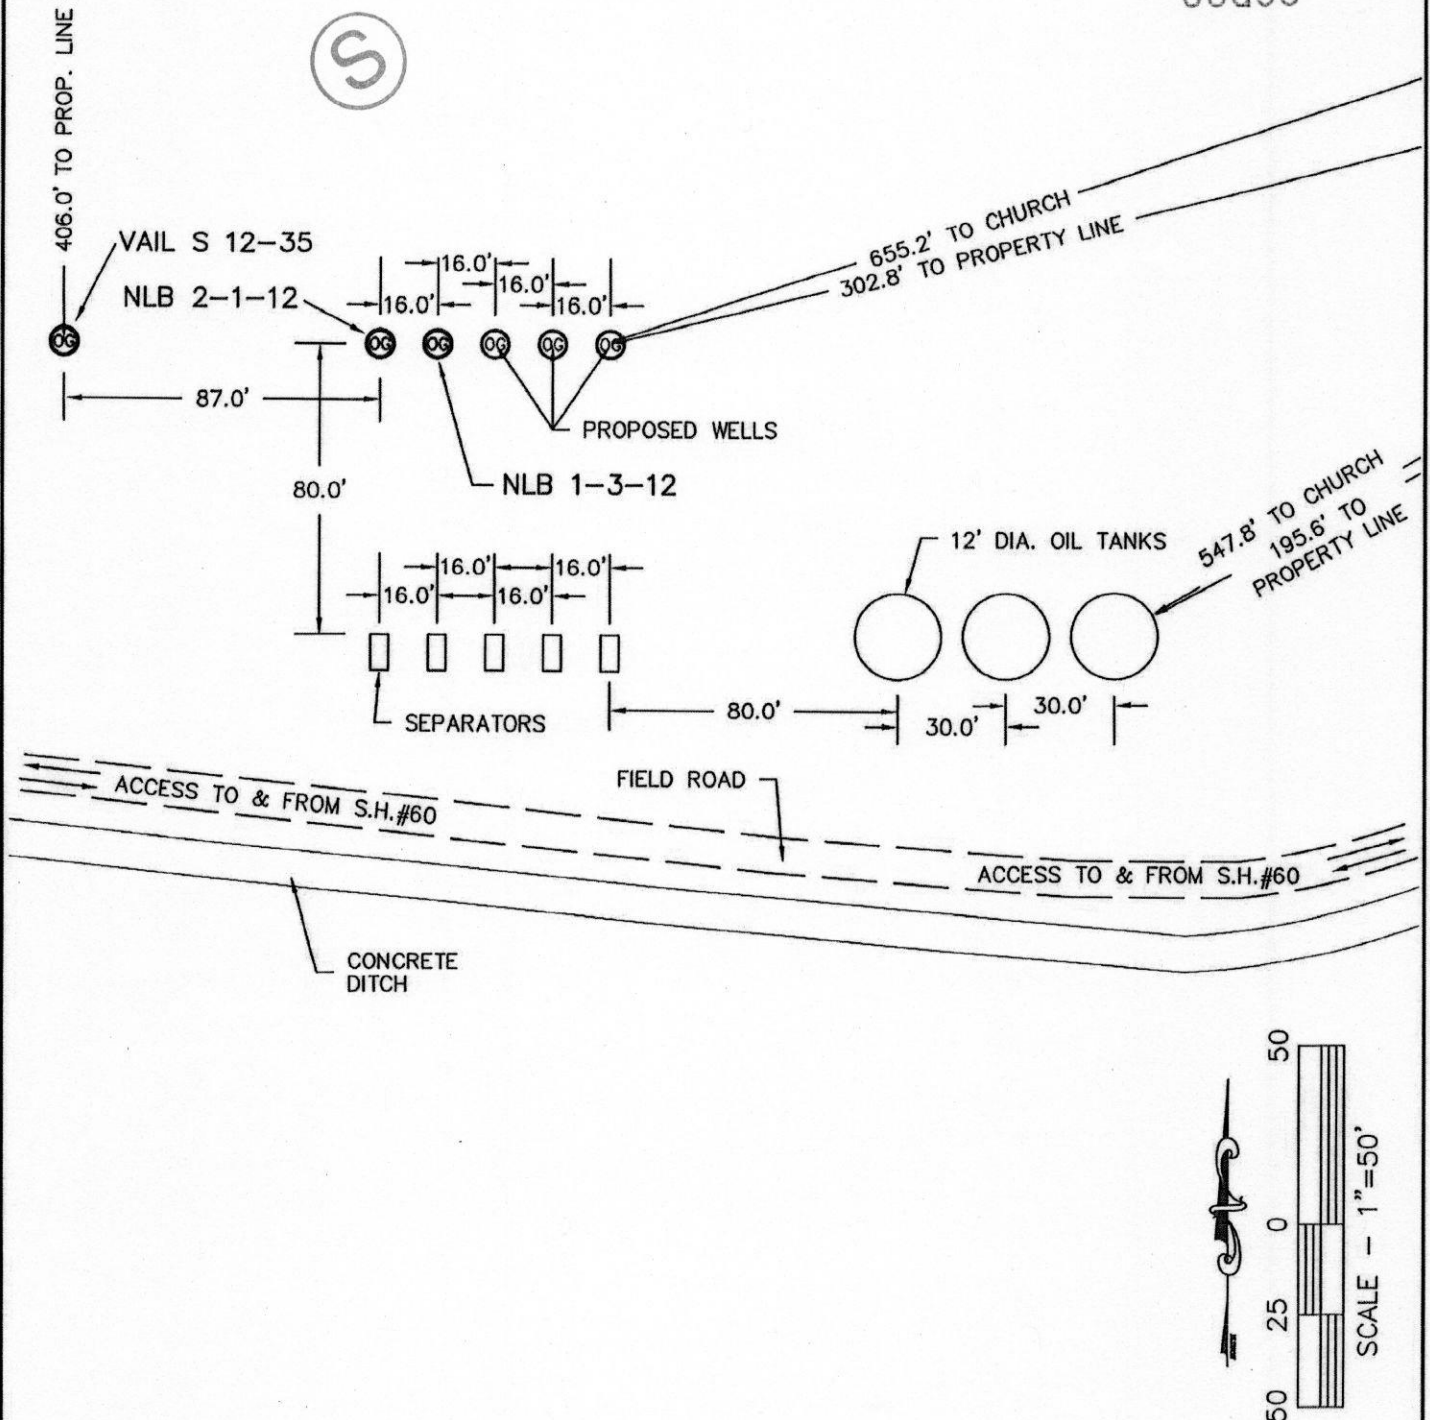 406.0' TO PROP. LINE
S
VAIL S 12-35
NLB 2-1-12
16.0'
16.0'
16.0'
16.0'
655.2' TO CHURCH
302.8' TO PROPERTY LINE
OG
OG
OG
OG
OG
OG
87.0'
PROPOSED WELLS
80.0'
NLB 1-3-12
547.8' TO CHURCH
195.6' TO
PROPERTY LINE
12' DIA. OIL TANKS
16.0'
16.0'
16.0'
16.0'
SEPARATORS
80.0'
30.0'
30.0'
FIELD ROAD
ACCESS TO & FROM S.H.#60
ACCESS TO & FROM S.H.#60
CONCRETE
DITCH
50 0 25 50
SCALE - 1"=50'